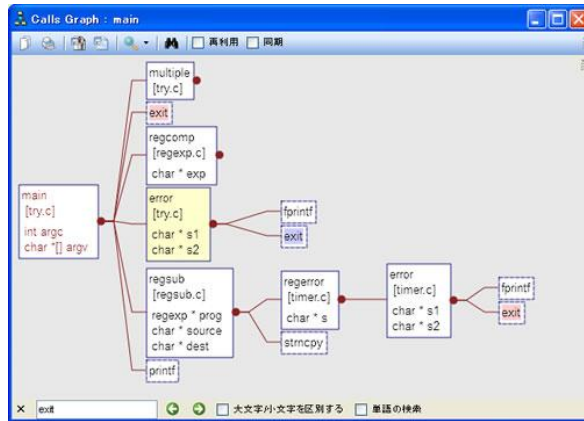 Calls Graph : main
再利用
同期
multiple
[try.c]
exit
regcomp
[regexp.c]
char * exp
main
[try.c]
int argc
char *[] argv
error
[try.c]
char * s1
char * s2
fprintf
exit
regsub
[regsub.c]
regexp * prog
char * source
char * dest
regerror
[timer.c]
char * s
strncpy
error
[timer.c]
char * s1
char * s2
fprintf
exit
printf
exit
大文字小文字を区別する
単語の検索